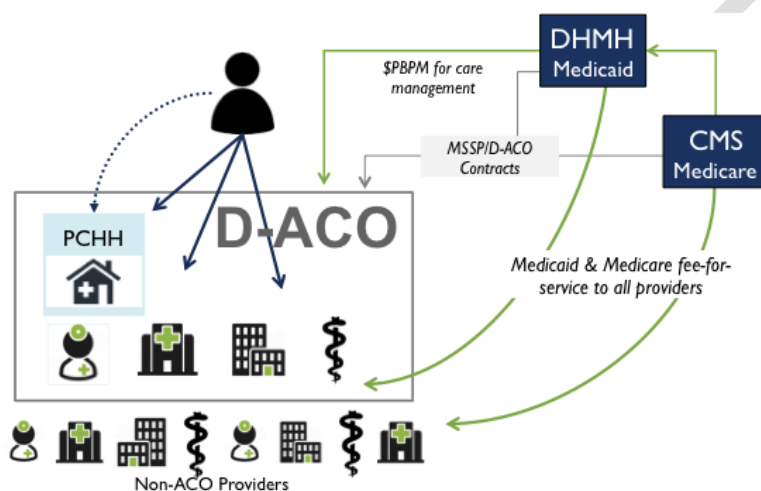 DHMH
Medicaid
$PBPM for care
management
CMS
Medicare
MSSP/D-ACO
Contracts
D-ACO
PCHH
Medicaid & Medicare fee-for-
service to all providers
Non-ACO Providers